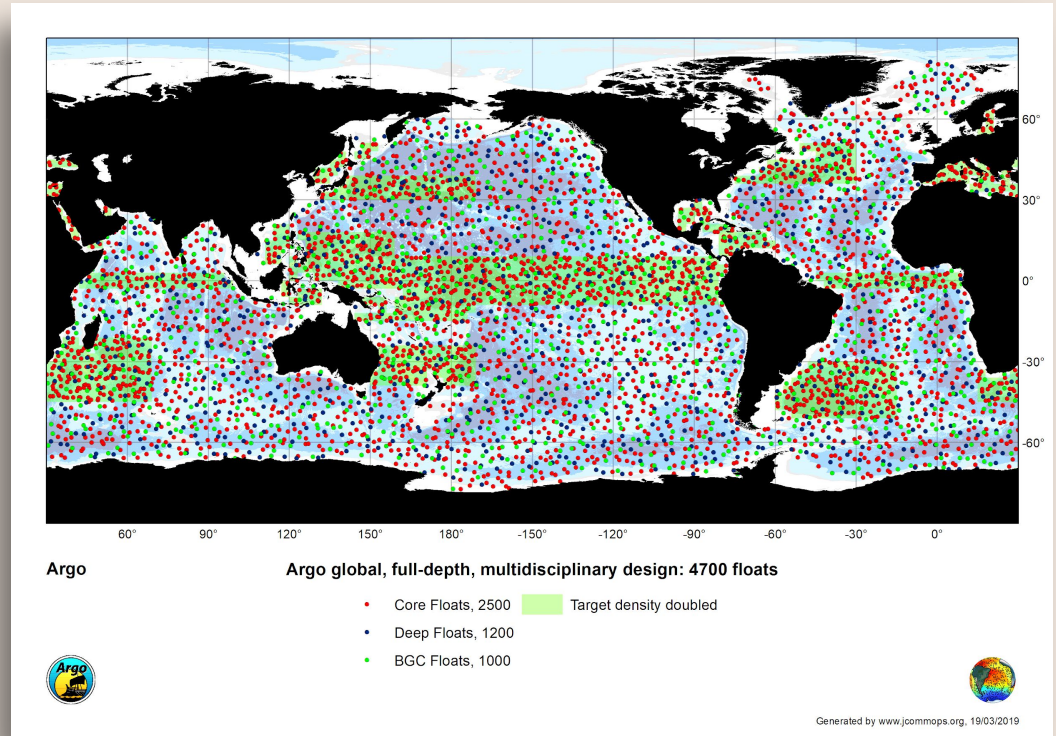 60°
30°
0°
-30°
-60°
60° 90° 120° 150° 180° -150° -120° -90° -60° -30° 0°
Argo
Argo global, full-depth, multidisciplinary design: 4700 floats
Core Floats, 2500 Target density doubled
Deep Floats, 1200
BGC Floats, 1000
Argo
Generated by www.jcommops.org, 19/03/2019